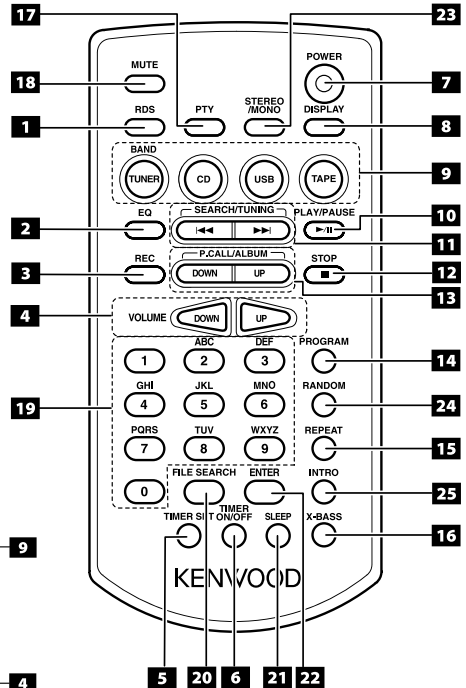 17
23
MUTE
POWER
18
7
RDS
PTY
STEREO
/MONO
DISPLAY
1
8
BAND
TUNER
CD
USB
TAPE
9
EQ
SEARCH/TUNING
PLAY/PAUSE
10
2
11
REC
P.CALL/ALBUM
STOP
3
DOWN
UP
12
13
4
VOLUME
DOWN
UP
ABC
DEF
PROGRAM
1
2
3
14
GHI
JKL
MNO
RANDOM
19
4
5
6
24
PQRS
TUV
WXYZ
REPEAT
7
8
9
15
FILE SEARCH
ENTER
INTRO
0
25
TIMER SET
TIMER
ON/OFF
SLEEP
X-BASS
16
9
KENWOOD
4
5
20
6
21
22